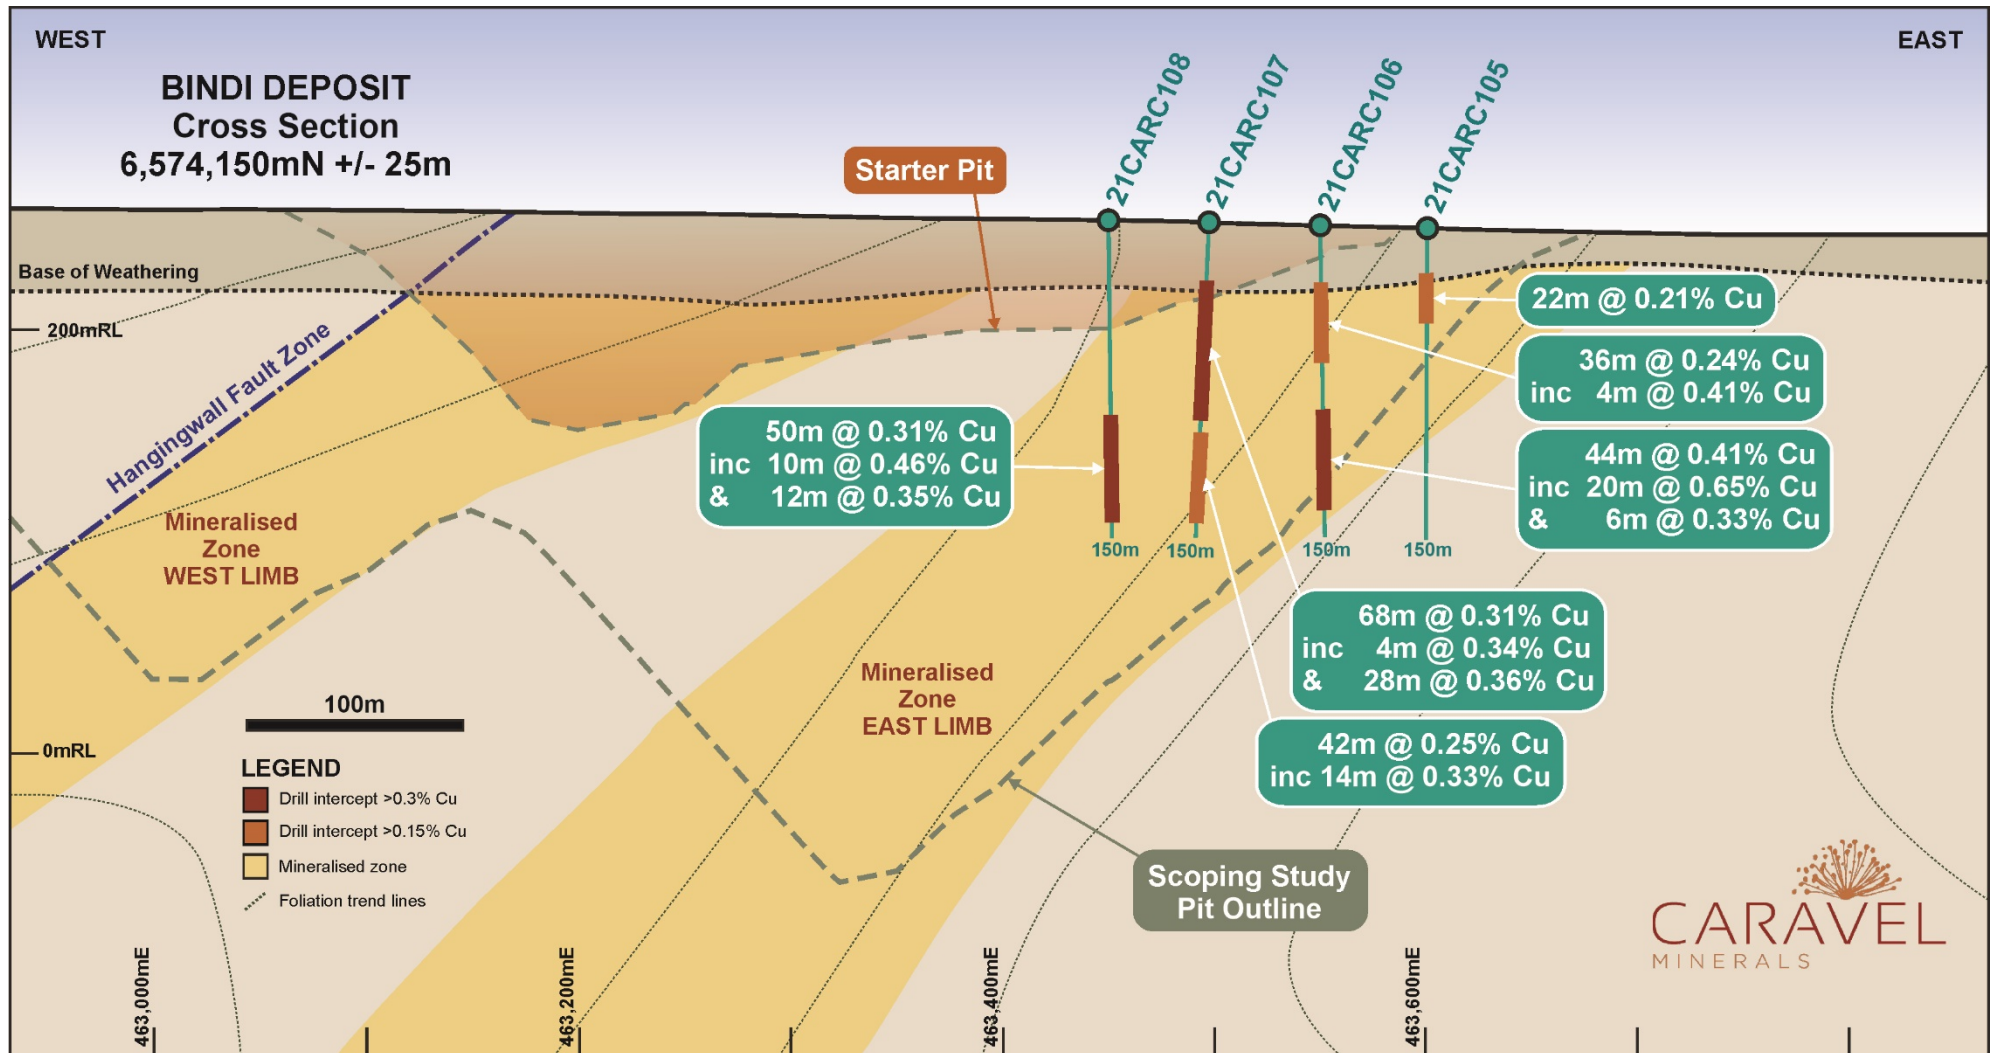 WEST
EAST
BINDI DEPOSIT
Cross Section
6,574,150mN +/- 25m
Starter Pit
21CARC108
21CARC107
21CARC106
21CARC105
Base of Weathering
200mRL
Hangingwall Fault Zone
22m @ 0.21% Cu
36m @ 0.24% Cu
inc 4m @ 0.41% Cu
50m @ 0.31% Cu
inc 10m @ 0.46% Cu
& 12m @ 0.35% Cu
44m @ 0.41% Cu
inc 20m @ 0.65% Cu
& 6m @ 0.33% Cu
150m
150m
150m
150m
Mineralised
Zone
WEST LIMB
68m @ 0.31% Cu
inc 4m @ 0.34% Cu
& 28m @ 0.36% Cu
Mineralised
Zone
EAST LIMB
42m @ 0.25% Cu
inc 14m @ 0.33% Cu
100m
0mRL
LEGEND
Drill intercept >0.3% Cu
Drill intercept >0.15% Cu
Mineralised zone
Foliation trend lines
Scoping Study
Pit Outline
CARAVEL
MINERALS
463,000mE
463,200mE
463,400mE
463,600mE